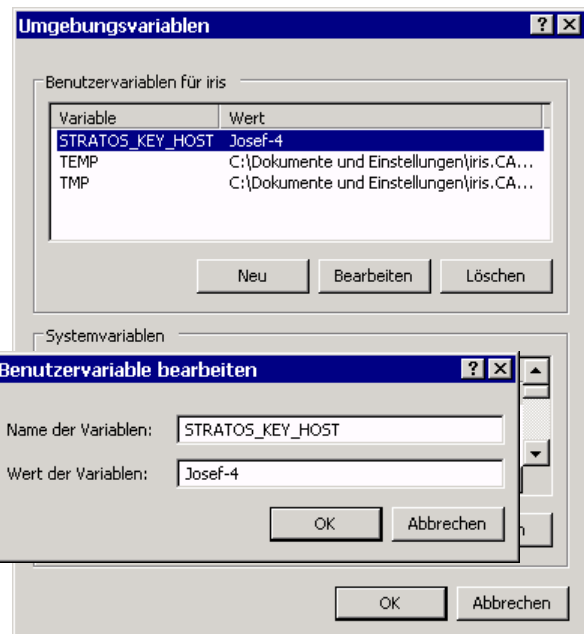 Umgebungsvariablen
Benutzervariablen für iris
Variable Wert
STRATOS_KEY_HOST Josef-4
TEMP C:\Dokumente und Einstellungen\iris.CA...
TMP C:\Dokumente und Einstellungen\iris.CA...
Neu Bearbeiten Löschen
Systemvariablen
Benutzervariable bearbeiten
Name der Variablen: STRATOS_KEY_HOST
Wert der Variablen: Josef-4
OK Abbrechen
OK Abbrechen